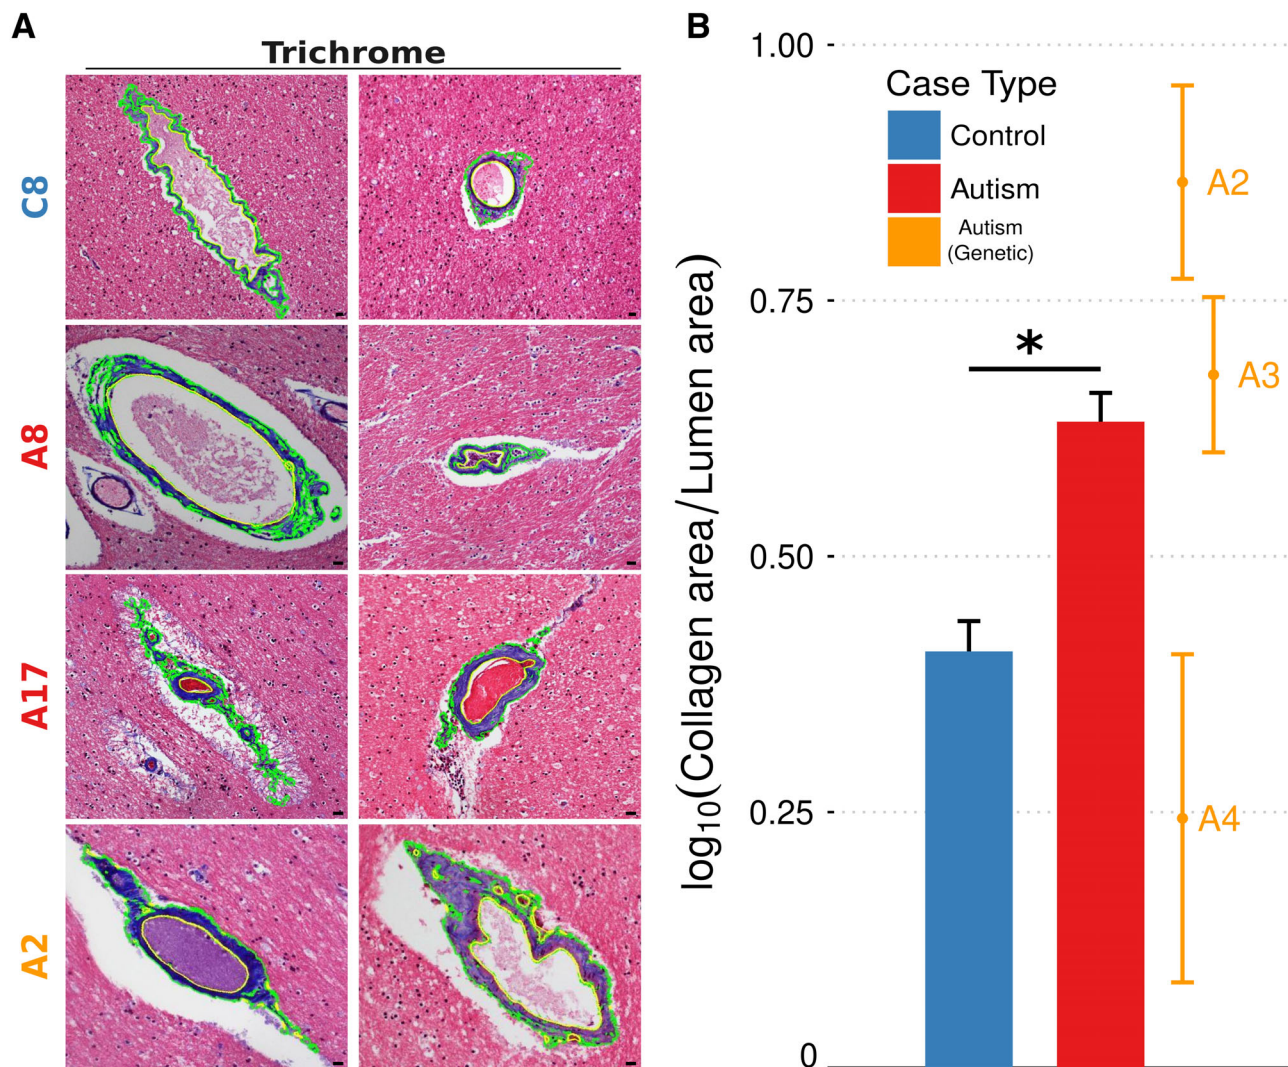 A
Trichrome
C8
A8
A17
A2
B
1.00
0.75
0.50
0.25
0
log10(Collagen area/Lumen area)
Case Type
Control
Autism
Autism
(Genetic)
*
A2
A3
A4